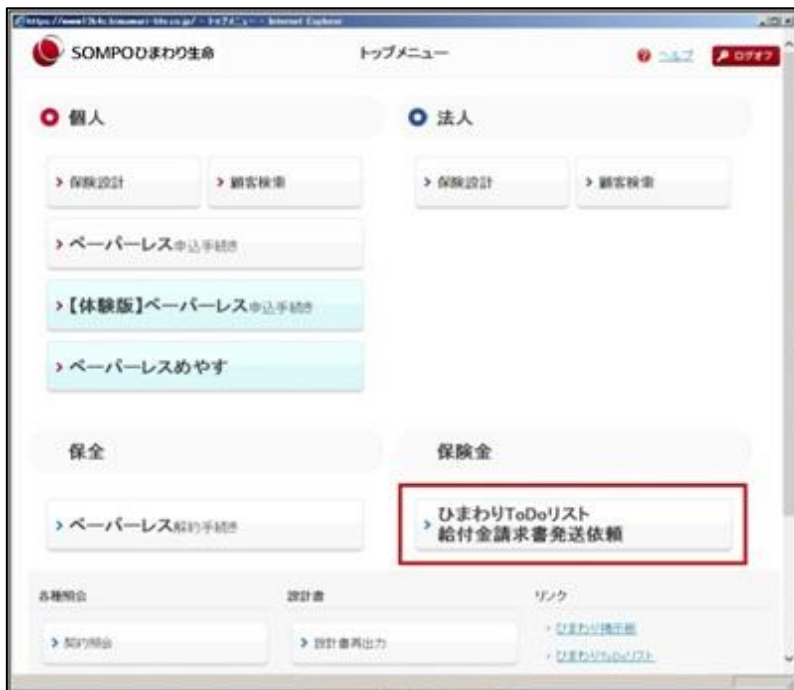 SOMPOひまわり生命
トップメニュー
ヘルプ
ログオフ
個人
法人
保険設計
顧客検索
保険設計
顧客検索
ペーパーレス申込手続き
【体験版】ペーパーレス申込手続き
ペーパーレスめやす
保全
保険金
ペーパーレス解約手続き
ひまわりToDoリスト
給付金請求書発送依頼
各種照会
設計書
リンク
契約照会
設計書再出力
ひまわり掲示板
ひまわりToDoリスト